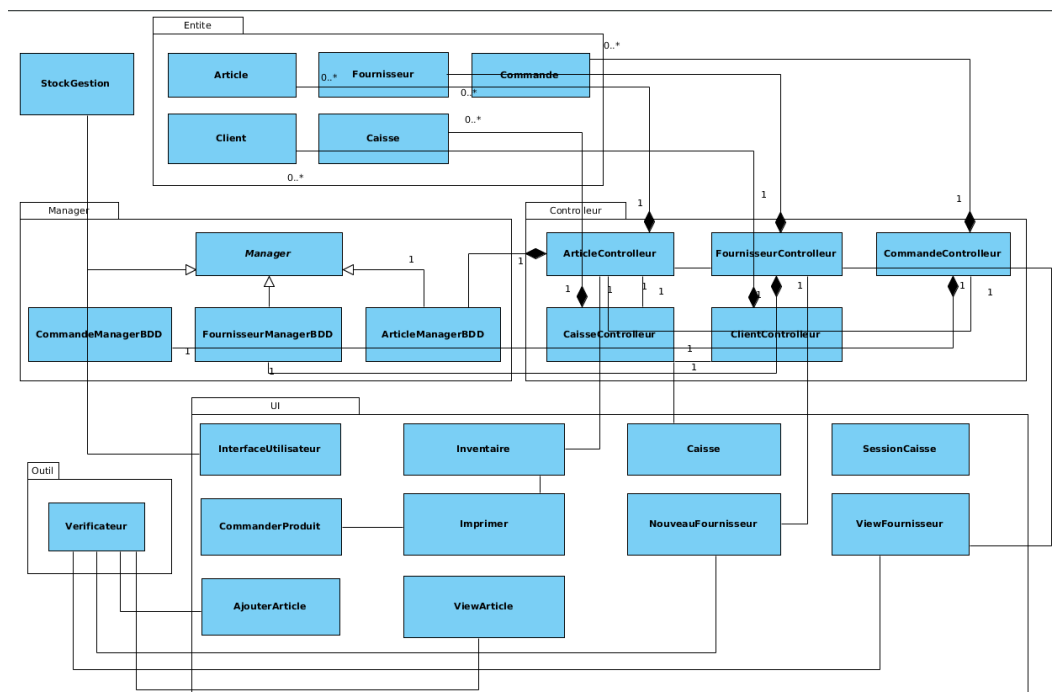 Entite
StockGestion
Article
Fournisseur
Commande
0..*
0..*
0..*
Client
Caisse
0..*
0..*
Manager
Controlleur
1
1
1
Manager
1
1
ArticleControlleur
FournisseurControlleur
CommandeControlleur
1
1
1
1
1
1
1
1
CommandeManagerBDD
FournisseurManagerBDD
ArticleManagerBDD
CaisseControlleur
ClientControlleur
1
1
1
1
UI
InterfaceUtilisateur
Inventaire
Caisse
SessionCaisse
Outil
Verificateur
CommanderProduit
Imprimer
NouveauFournisseur
ViewFournisseur
AjouterArticle
ViewArticle